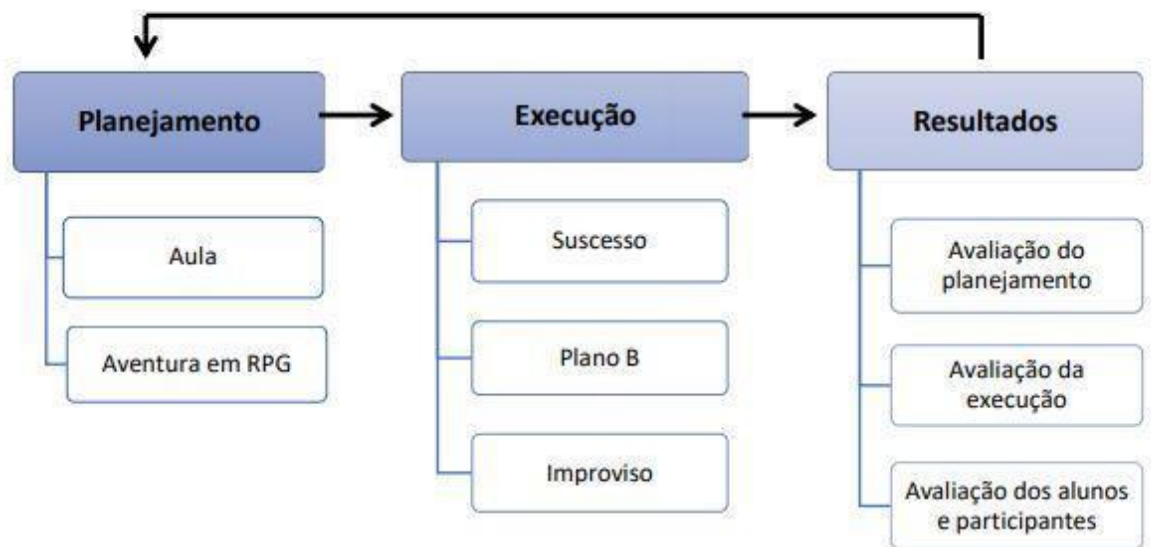 Planejamento
Aula
Aventura em RPG
Execução
Suscesso
Plano B
Improviso
Resultados
Avaliação do
planejamento
Avaliação da
execução
Avaliação dos alunos
e participantes